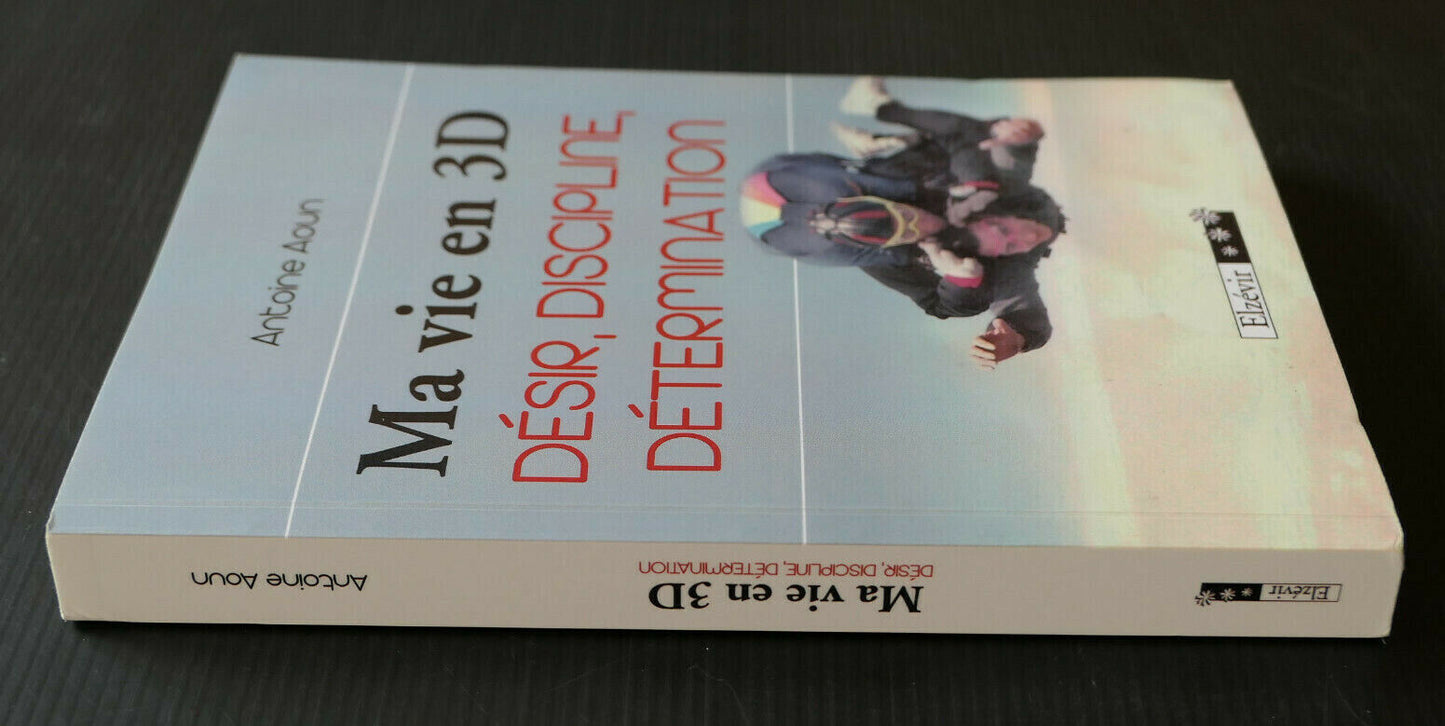 Antoine Aoun
Ma vie en 3D
DÉSIR, DISCIPLINE,
DÉTERMINATION
Elzévir
Antoine Aoun
Ma vie en 3D
DÉSIR, DISCIPLINE, DÉTERMINATION
Elzévir